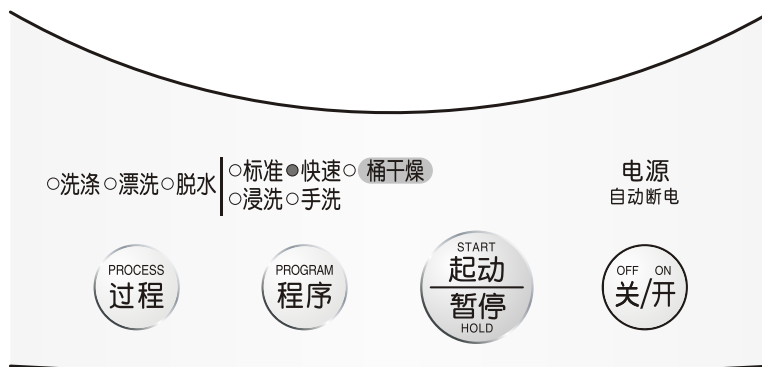 ○洗涤 ○漂洗 ○脱水
○标准 ●快速 ○ 桶干燥
○浸洗 ○手洗
电源
自动断电
PROCESS
过程
PROGRAM
程序
START
起动
暂停
HOLD
OFF ON
关/开